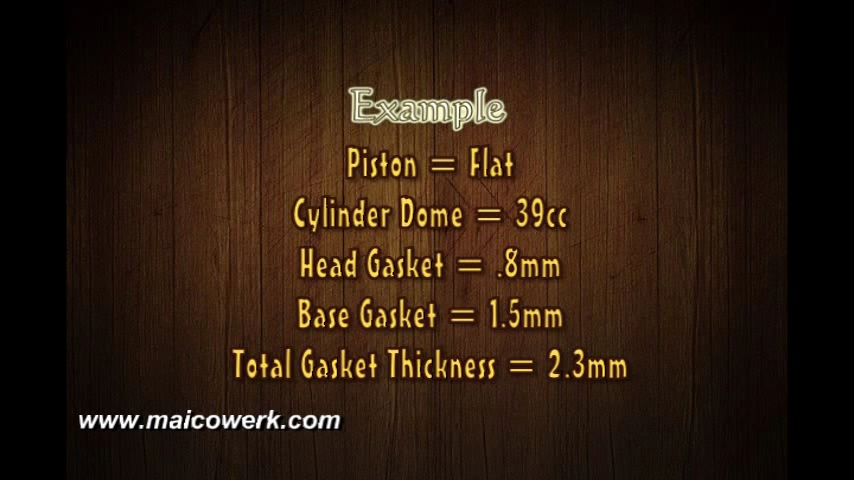 Example
Piston = Flat
Cylinder Dome = 39cc
Head Gasket = .8mm
Base Gasket = 1.5mm
Total Gasket Thickness = 2.3mm
www.maicowerk.com